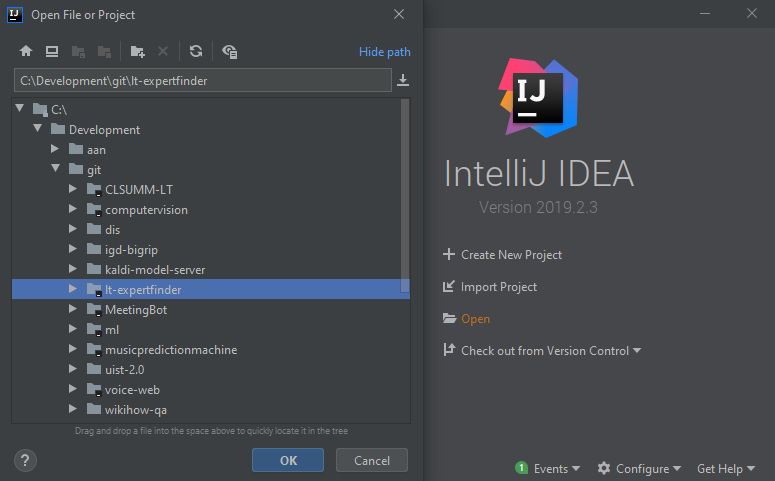 Open File or Project
Hide path
C:\Development\git\lt-expertfinder
C:\
Development
aan
git
CLSUMM-LT
computervision
dis
igd-bigrip
kaldi-model-server
lt-expertfinder
MeetingBot
ml
musicpredictionmachine
uist-2.0
voice-web
wikihow-qa
Drag and drop a file into the space above to quickly locate it in the tree
?
OK
Cancel
IJ
IntelliJ IDEA
Version 2019.2.3
Create New Project
Import Project
Open
Check out from Version Control
1 Events
Configure
Get Help